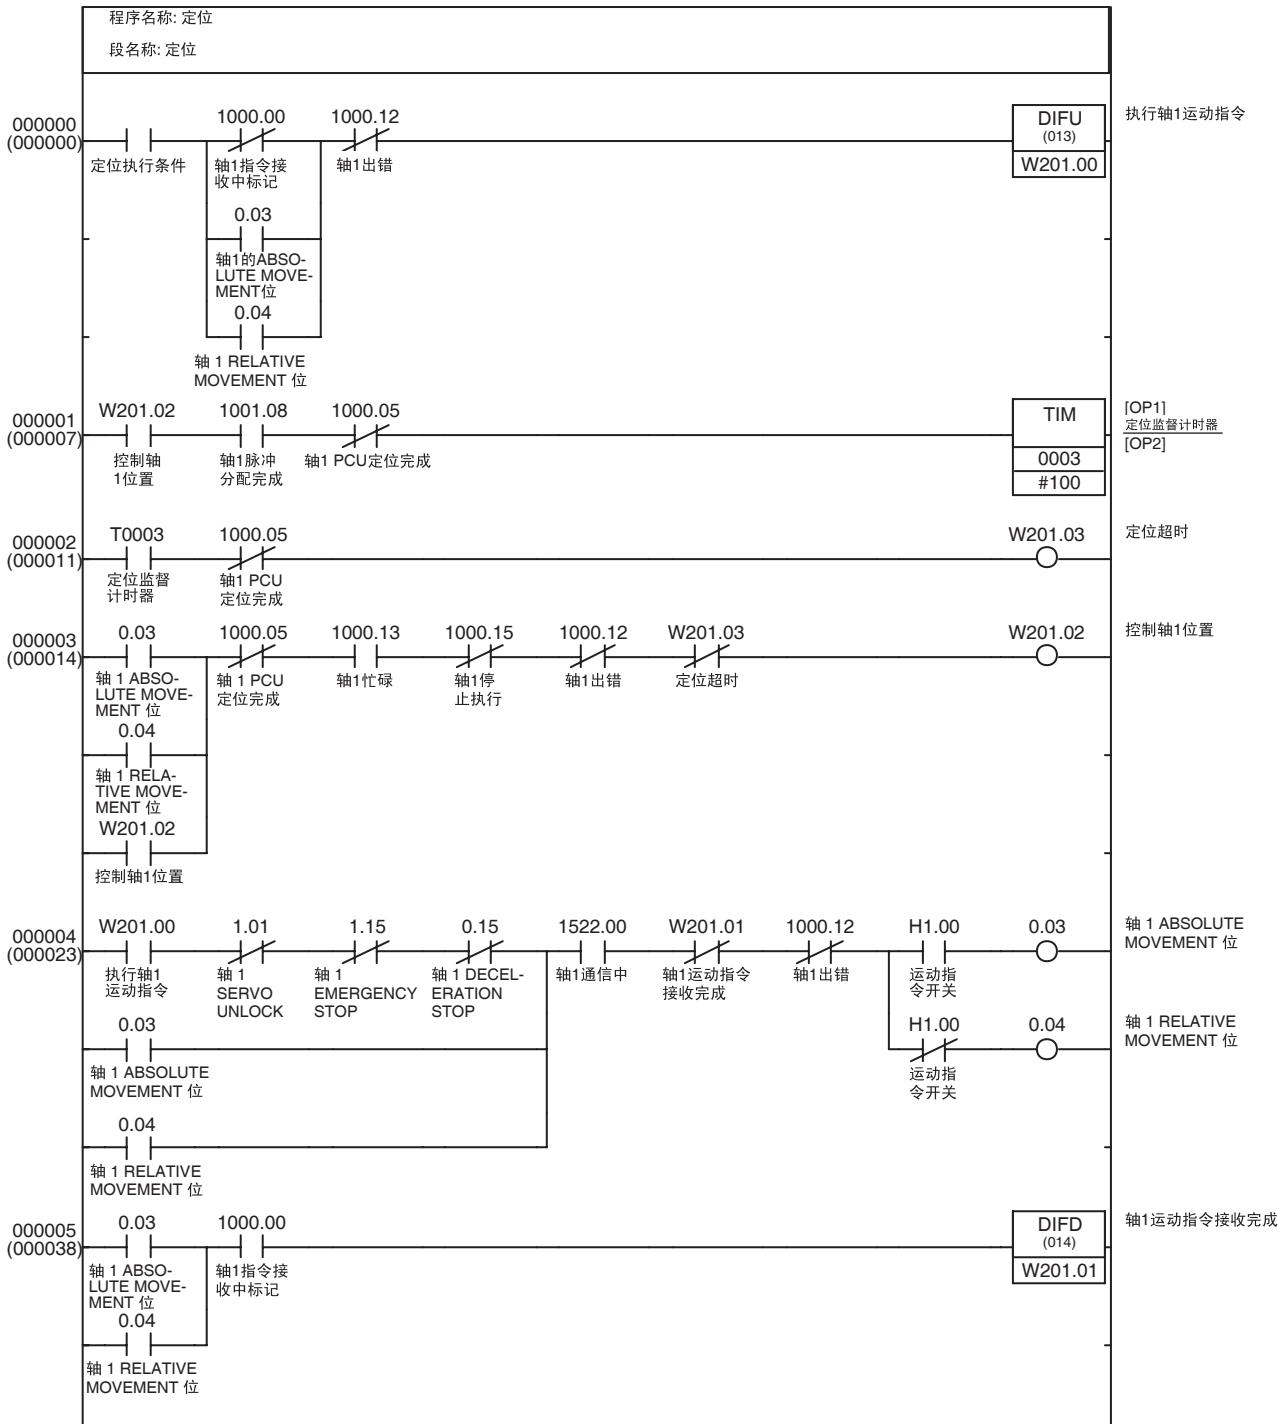 程序名称: 定位
段名称: 定位
000000
(000000)
定位执行条件
1000.00
轴1指令接
收中标记
1000.12
轴1出错
DIFU
(013)
W201.00
执行轴1运动指令
0.03
轴1的ABSO-
LUTE MOVE-
MENT位
0.04
轴 1 RELATIVE
MOVEMENT 位
000001
(000007)
W201.02
控制轴
1位置
1001.08
轴1脉冲
分配完成
1000.05
轴1 PCU定位完成
TIM
0003
#100
[OP1]
定位监督计时器
[OP2]
000002
(000011)
T0003
定位监督
计时器
1000.05
轴1 PCU
定位完成
W201.03
定位超时
000003
(000014)
0.03
轴 1 ABSO-
LUTE MOVE-
MENT 位
1000.05
轴 1 PCU
定位完成
1000.13
轴1忙碌
1000.15
轴1停
止执行
1000.12
轴1出错
W201.03
定位超时
W201.02
控制轴1位置
0.04
轴 1 RELA-
TIVE MOVE-
MENT 位
W201.02
控制轴1位置
000004
(000023)
W201.00
执行轴1
运动指令
1.01
轴 1
SERVO
UNLOCK
1.15
轴 1
EMERGENCY
STOP
0.15
轴 1 DECEL-
ERATION
STOP
1522.00
轴1通信中
W201.01
轴1运动指令
接收完成
1000.12
轴1出错
H1.00
运动指
令开关
0.03
轴 1 ABSOLUTE
MOVEMENT 位
0.03
轴 1 ABSOLUTE
MOVEMENT 位
H1.00
运动指
令开关
0.04
轴 1 RELATIVE
MOVEMENT 位
0.04
轴 1 RELATIVE
MOVEMENT 位
000005
(000038)
0.03
轴 1 ABSO-
LUTE MOVE-
MENT 位
1000.00
轴1指令接
收中标记
DIFD
(014)
W201.01
轴1运动指令接收完成
0.04
轴 1 RELATIVE
MOVEMENT 位